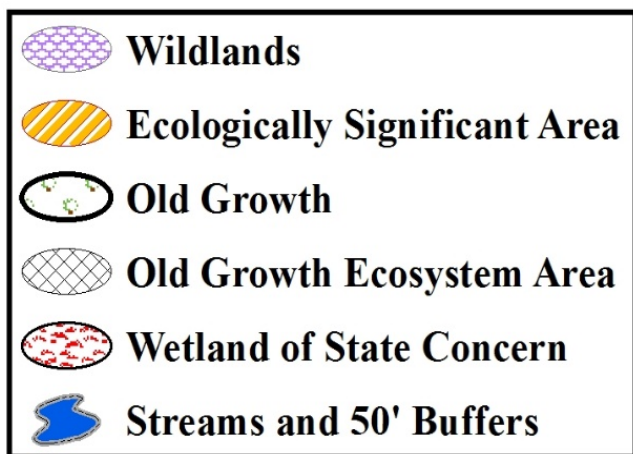 Wildlands
Ecologically Significant Area
Old Growth
Old Growth Ecosystem Area
Wetland of State Concern
Streams and 50' Buffers